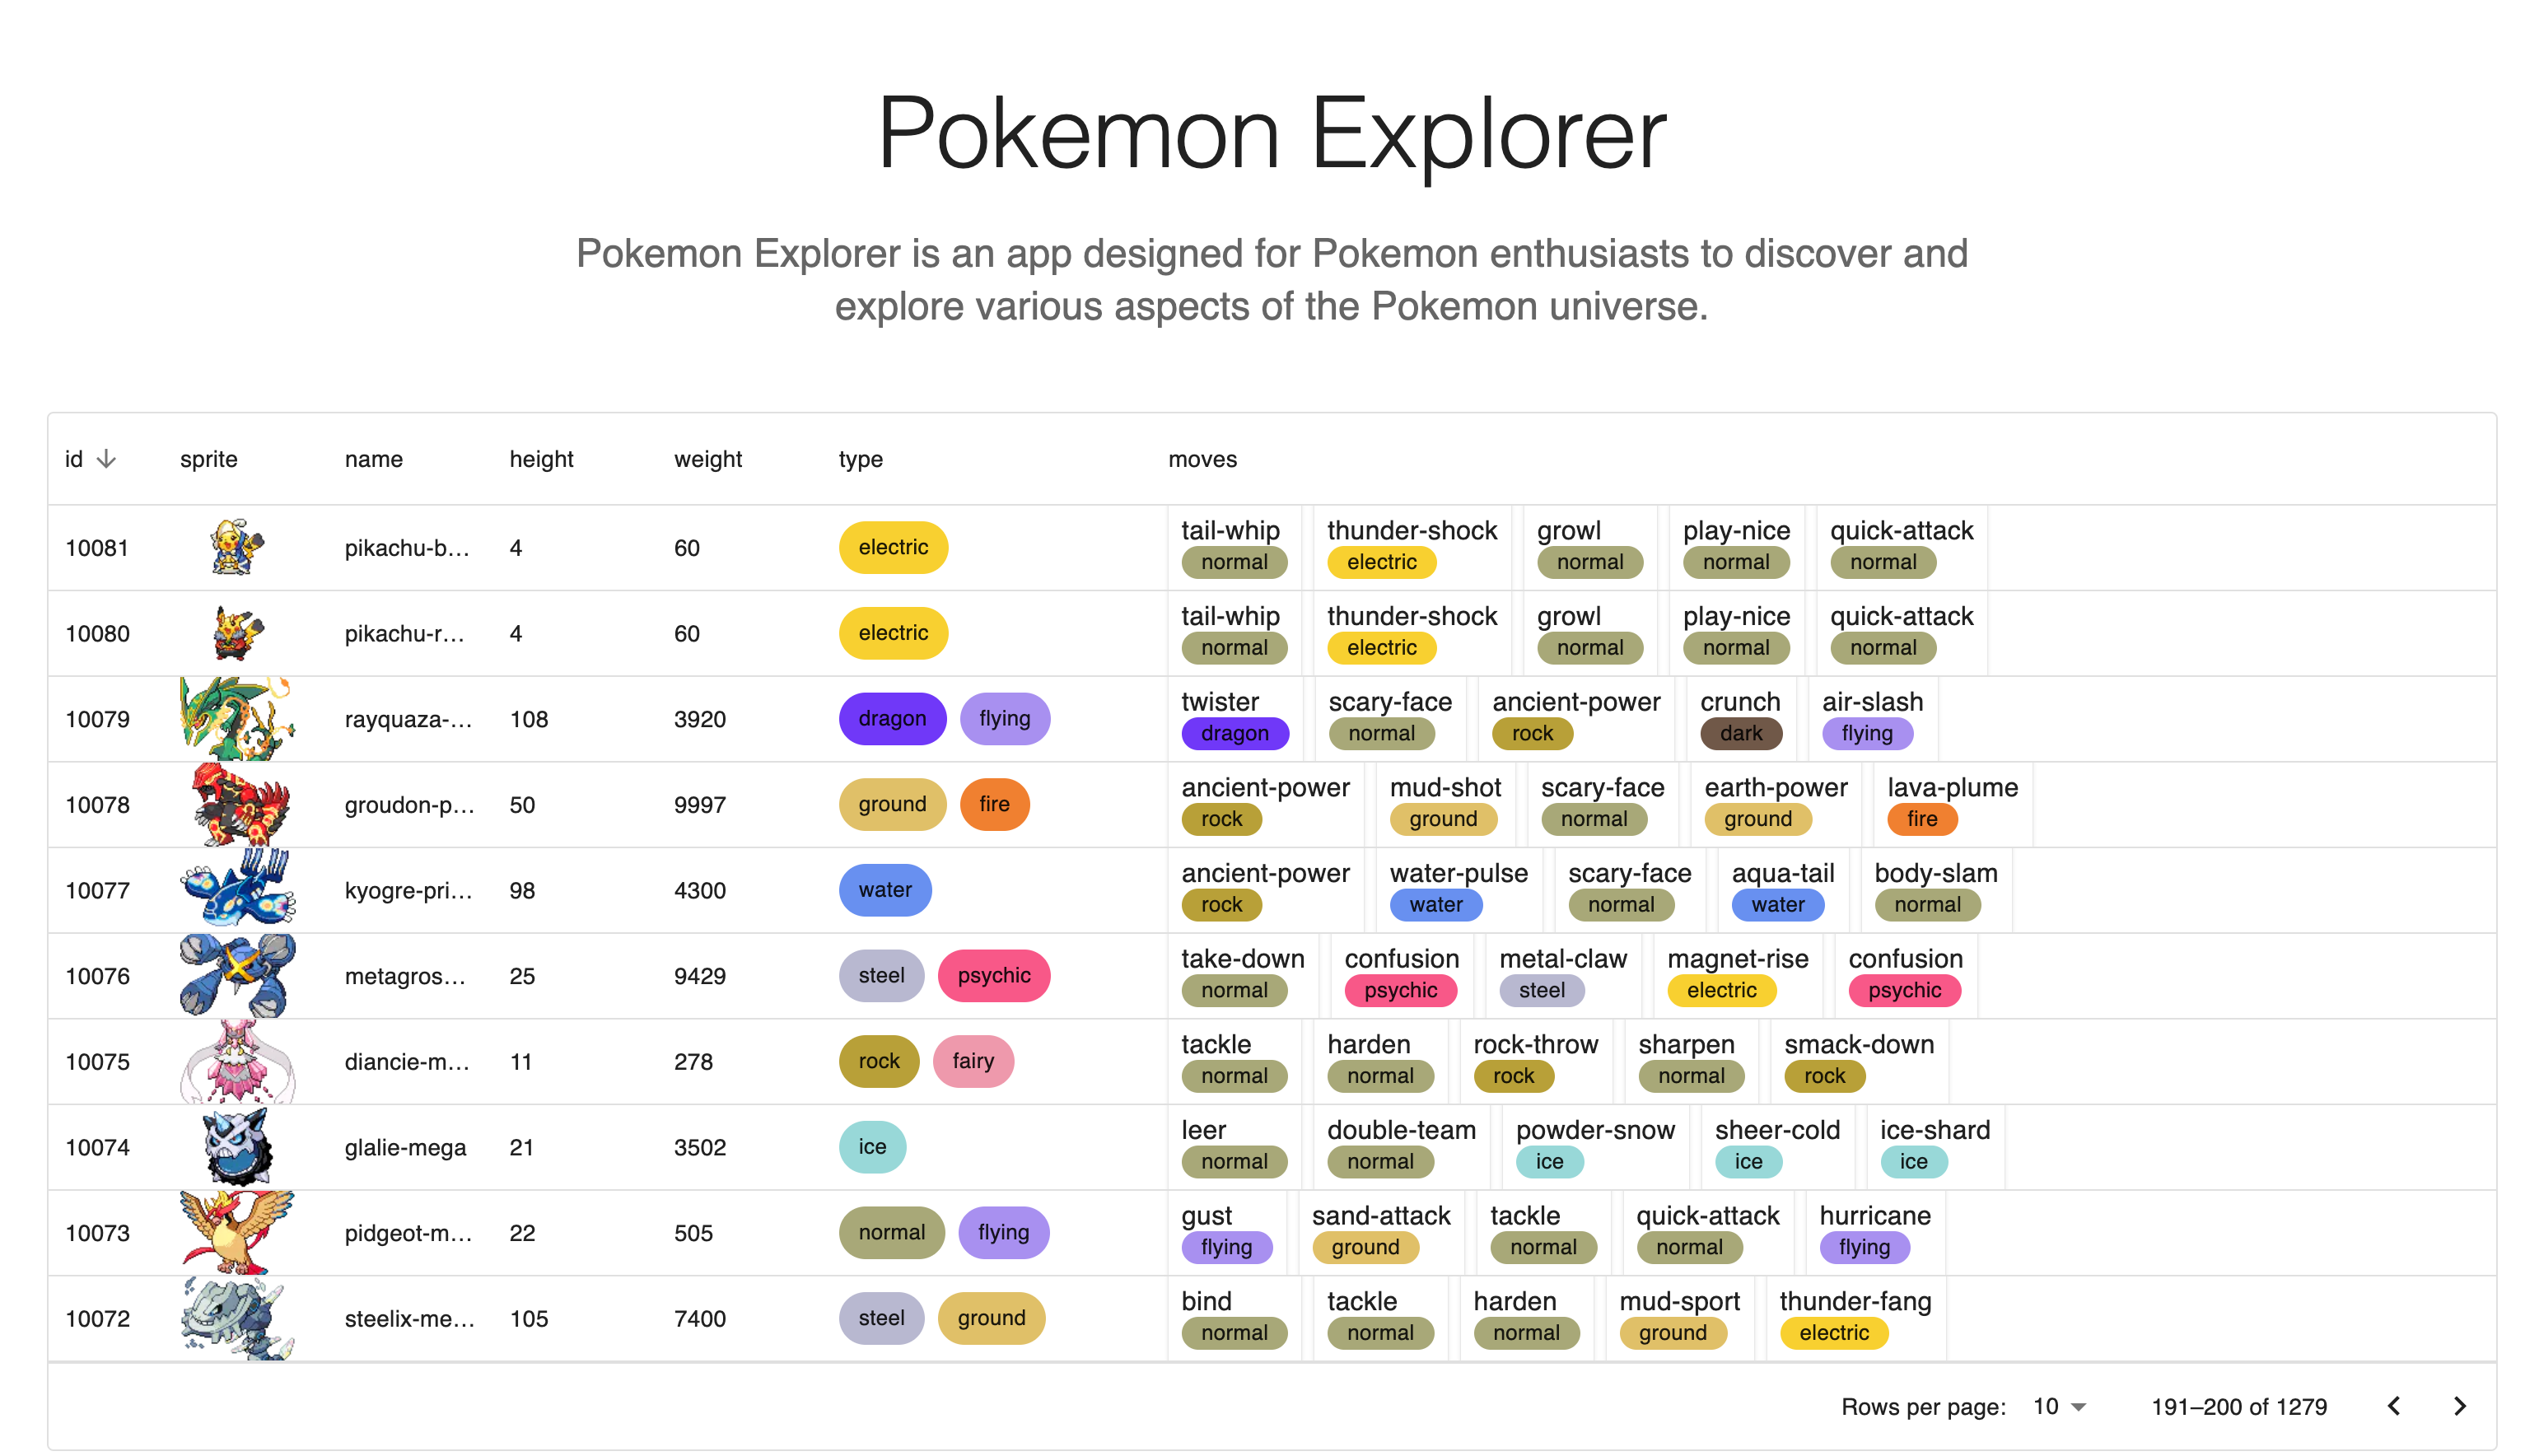 Pokemon Explorer
Pokemon Explorer is an app designed for Pokemon enthusiasts to discover and
explore various aspects of the Pokemon universe.
id sprite name height weight type moves
10081 pikachu-b... 4 60 electric tail-whip normal thunder-shock electric growl normal play-nice normal quick-attack normal
10080 pikachu-r... 4 60 electric tail-whip normal thunder-shock electric growl normal play-nice normal quick-attack normal
10079 rayquaza-... 108 3920 dragon flying twister dragon scary-face normal ancient-power rock crunch dark air-slash flying
10078 groudon-p... 50 9997 ground fire ancient-power rock mud-shot ground scary-face normal earth-power ground lava-plume fire
10077 kyogre-pri... 98 4300 water ancient-power rock water-pulse water scary-face normal aqua-tail water body-slam normal
10076 metagros... 25 9429 steel psychic take-down normal confusion psychic metal-claw steel magnet-rise electric confusion psychic
10075 diancie-m... 11 278 rock fairy tackle normal harden normal rock-throw rock sharpen normal smack-down rock
10074 glalie-mega 21 3502 ice leer normal double-team normal powder-snow ice sheer-cold ice ice-shard ice
10073 pidgeot-m... 22 505 normal flying gust flying sand-attack ground tackle normal quick-attack normal hurricane flying
10072 steelix-me... 105 7400 steel ground bind normal tackle normal harden normal mud-sport ground thunder-fang electric
Rows per page: 10 191–200 of 1279